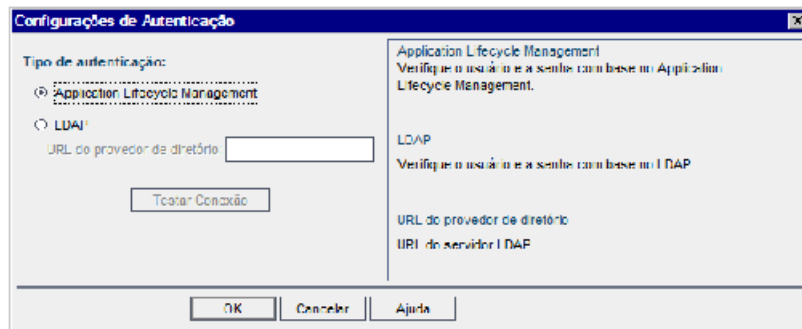 Configurações de Autenticação
Tipo de autenticação:
Application Lifecycle Management
LDAP
URL do provedor de diretório
Testar Conexão
Application Lifecycle Management
Verifique o usuário e a senha com base no Application
Lifecycle Management.
LDAP
Verifique o usuário e a senha com base no LDAP
URL do provedor de diretório
URL do servidor LDAP
OK
Cancelar
Ajuda